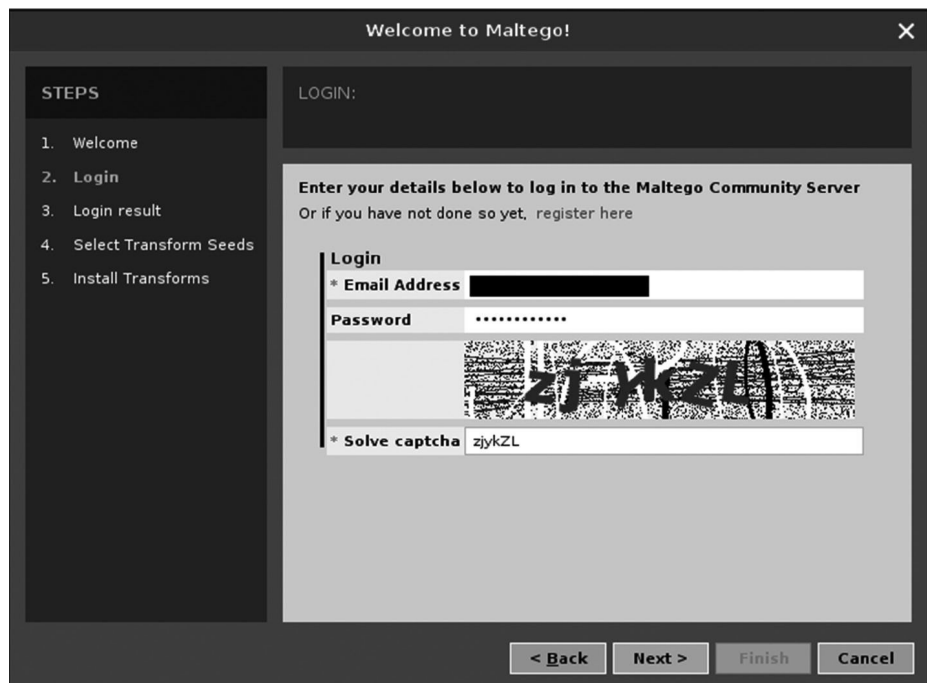 Welcome to Maltego!
STEPS
1. Welcome
2. Login
3. Login result
4. Select Transform Seeds
5. Install Transforms
LOGIN:
Enter your details below to log in to the Maltego Community Server
Or if you have not done so yet, register here
Login
* Email Address
Password ············
zjykZL
* Solve captcha zjykZL
< Back Next > Finish Cancel